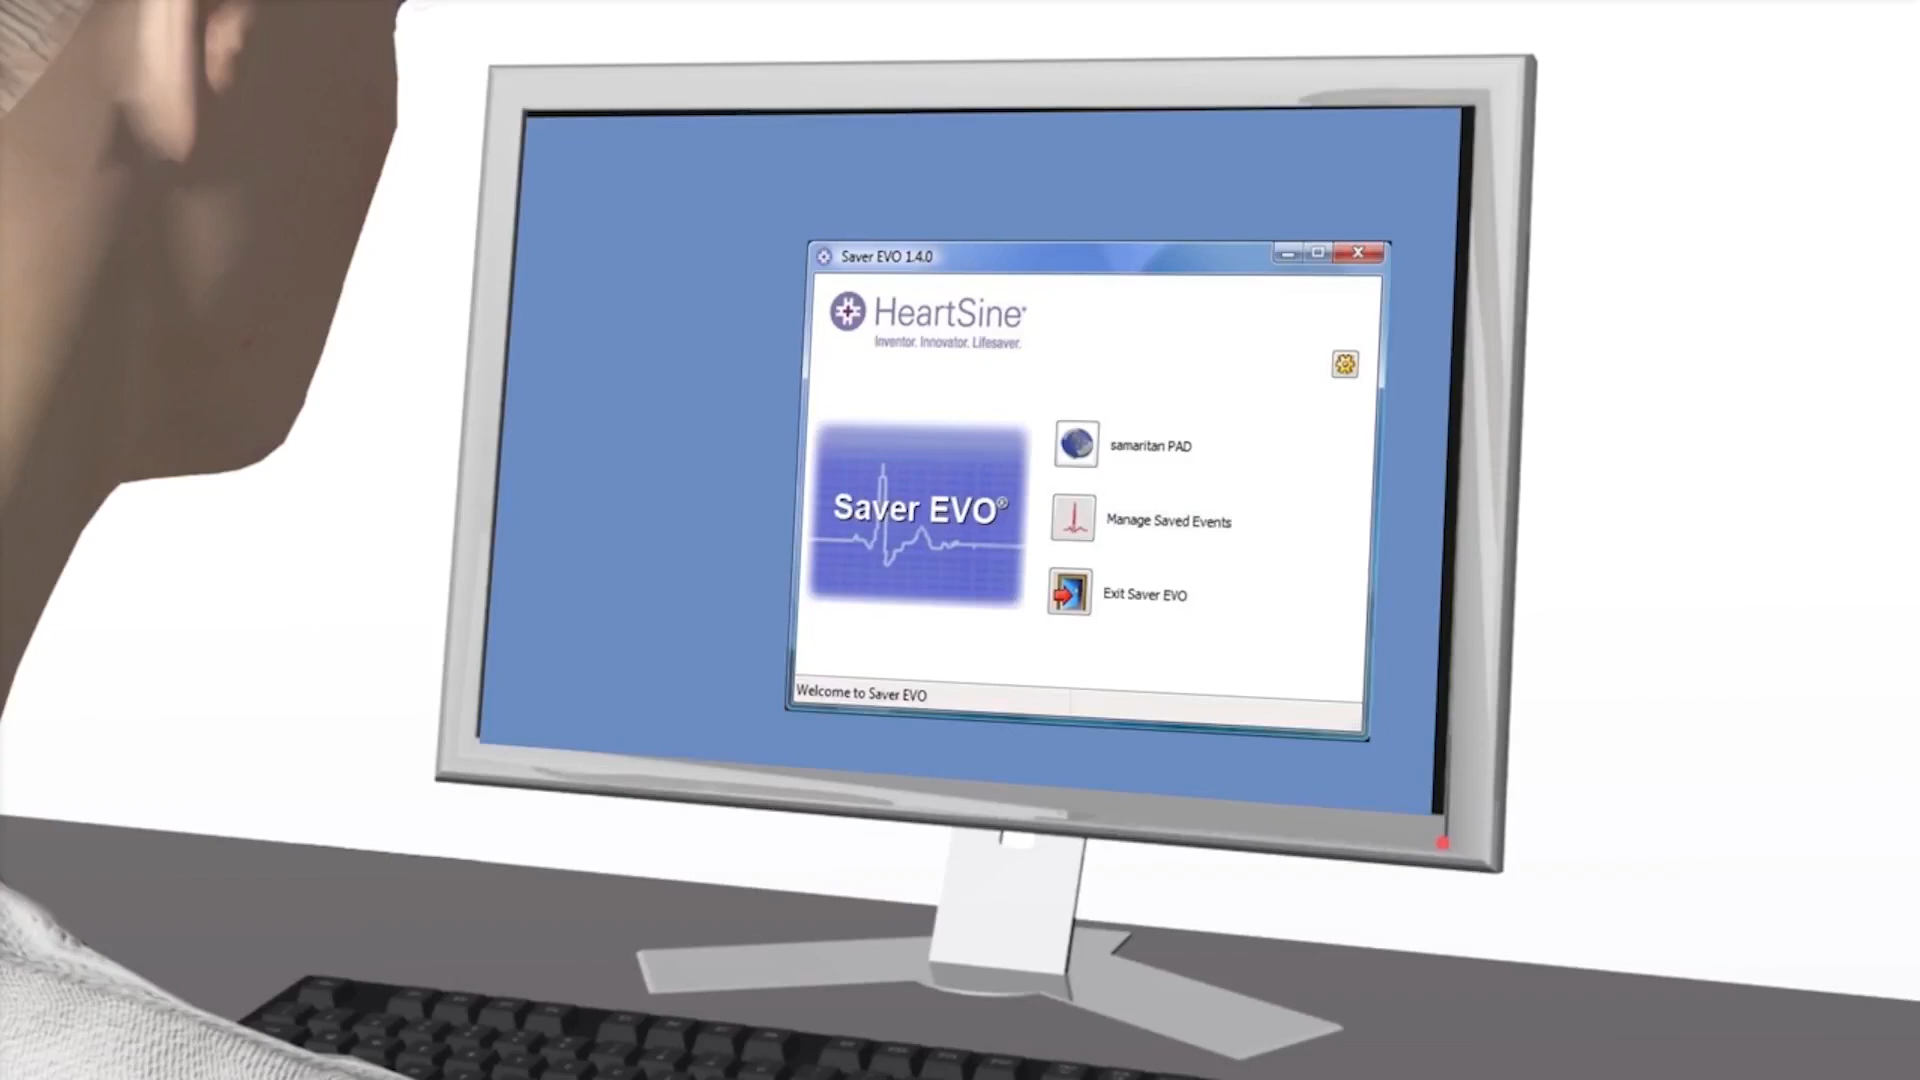 Saver EVO 1.4.0
HeartSine®
Inventor. Innovator. Lifesaver.
samaritan PAD
Saver EVO®
Manage Saved Events
Exit Saver EVO
Welcome to Saver EVO